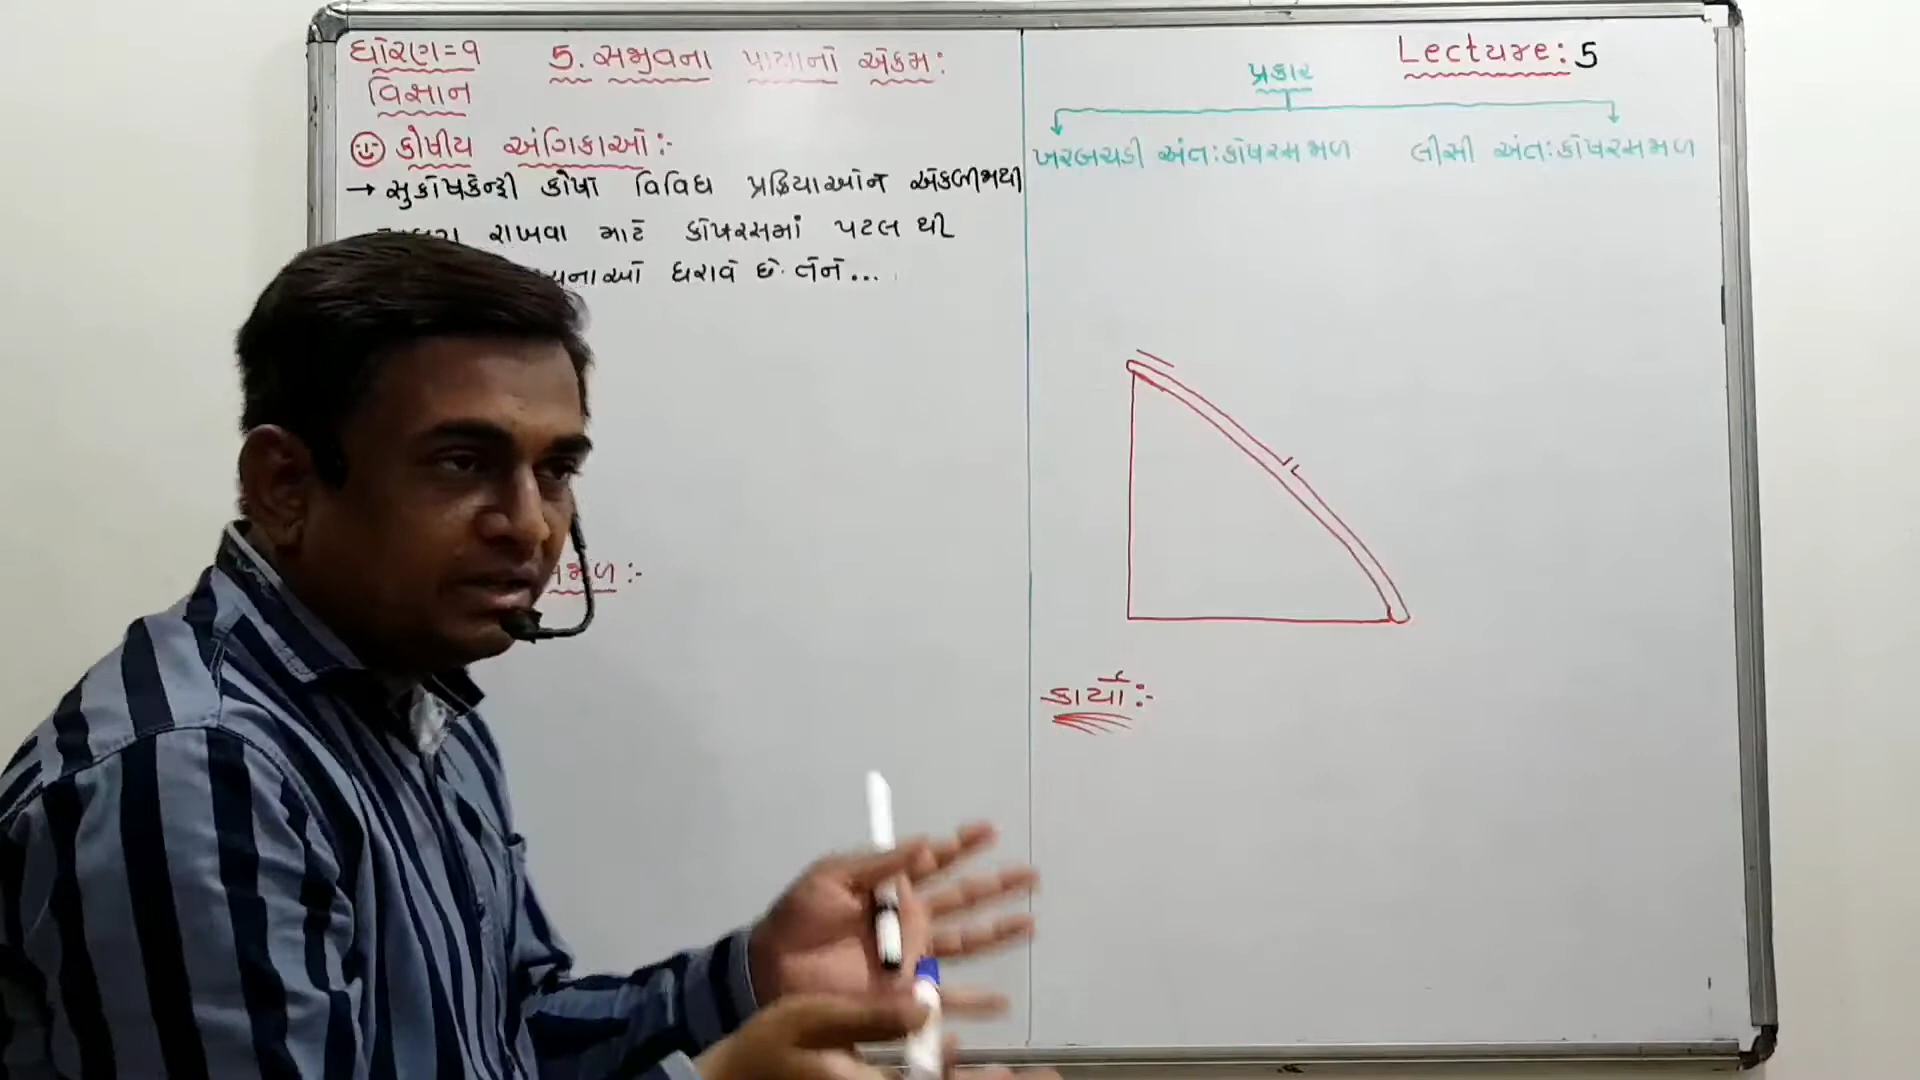 ધોરણ = ૧
વિજ્ઞાન
5. સજીવના પાયાનો એકમ :
કોષીય અંગિકાઓ :-
→ સુકોષકેન્દ્રી કોષો વિવિધ પ્રક્રિયાઓને એકબીજાથી
રાખવા માટે કોષરસમાં પટલ થી
ધરાવે છે. તેને...
Lecture : 5
પ્રકાર
ખરબચડી અંત:કોષરસજાળ લીસી અંત:કોષરસજાળ
કાર્યો :-